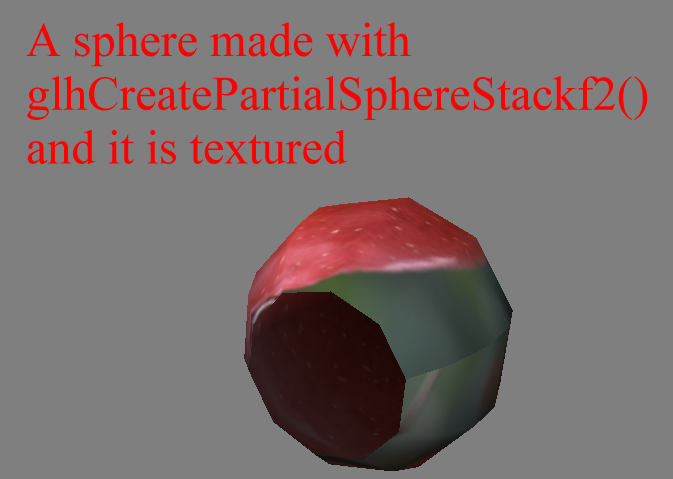 A sphere made with
glhCreatePartialSphereStackf2()
and it is textured